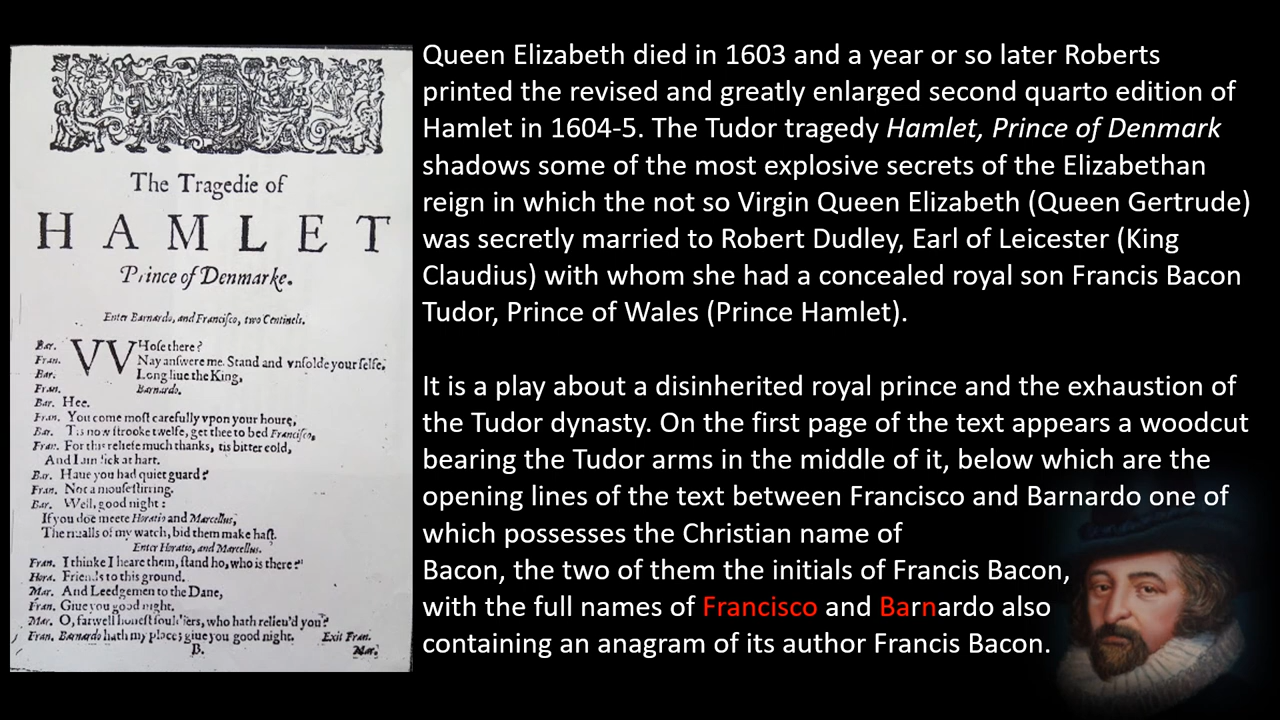 The Tragedie of
HAMLET
Prince of Denmarke.
Enter Barnardo, and Francisco, two Centinels.
Bar. VVHose there?
Fran. Nay answere me. Stand and vnfolde your selfe.
Bar. Long liue the King,
Fran. Barnardo.
Bar. Hee.
Fran. You come most carefully vpon your houre,
Bar. Tis now strooke twelfe, get thee to bed Francisco,
Fran. For this reliefe much thanks, tis bitter cold,
And I am sick at hart.
Bar. Haue you had quiet guard?
Fran. Not a mouse stirring.
Bar. Well, good night:
If you doe meete Horatio and Marcellus,
The riualls of my watch, bid them make hast.
Enter Horatio, and Marcellus.
Fran. I thinke I heare them, stand ho, who is there?
Hora. Friends to this ground.
Mar. And Leedgemen to the Dane,
Fran. Giue you good night.
Mar. O, farwell honest souldiers, who hath relieu'd you?
Fran. Barnardo hath my place; giue you good night. Exit Fran.
B. Mar.
Queen Elizabeth died in 1603 and a year or so later Roberts
printed the revised and greatly enlarged second quarto edition of
Hamlet in 1604-5. The Tudor tragedy Hamlet, Prince of Denmark
shadows some of the most explosive secrets of the Elizabethan
reign in which the not so Virgin Queen Elizabeth (Queen Gertrude)
was secretly married to Robert Dudley, Earl of Leicester (King
Claudius) with whom she had a concealed royal son Francis Bacon
Tudor, Prince of Wales (Prince Hamlet).
It is a play about a disinherited royal prince and the exhaustion of
the Tudor dynasty. On the first page of the text appears a woodcut
bearing the Tudor arms in the middle of it, below which are the
opening lines of the text between Francisco and Barnardo one of
which possesses the Christian name of
Bacon, the two of them the initials of Francis Bacon,
with the full names of Francisco and Barnardo also
containing an anagram of its author Francis Bacon.